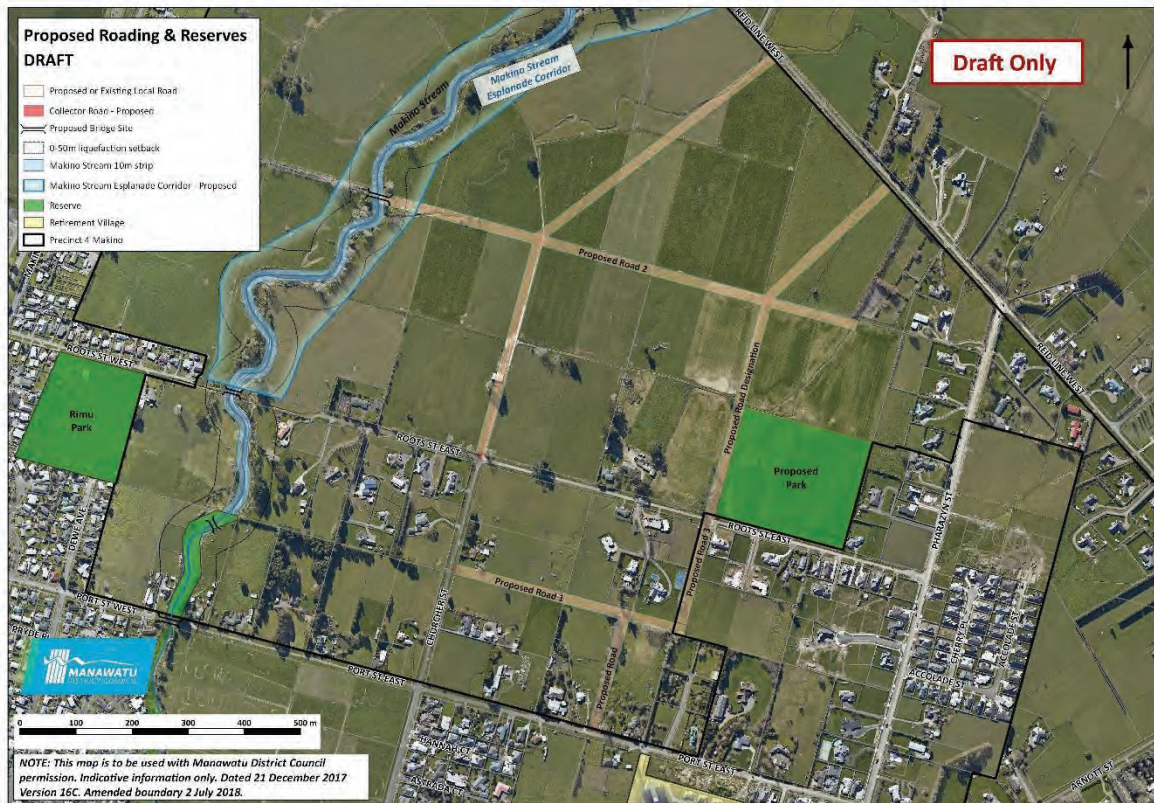 Proposed Roading & Reserves
DRAFT
Proposed or Existing Local Road
Collector Road - Proposed
Proposed Bridge Site
0-50m liquefaction setback
Makino Stream 10m strip
Makino Stream Esplanade Corridor - Proposed
Reserve
Retirement Village
Precinct 4 Makino
Draft Only
REID LINE WEST
Makino Stream
Esplanade Corridor
Makino Stream
Proposed Road 2
Proposed Road Designation
REID LINE WEST
ROOTS ST WEST
Rimu
Park
ROOTS ST EAST
Proposed
Park
PHARAZYN ST
DEWE AVE
ROOTS ST EAST
Proposed Road 3
Proposed Road 1
CHURCHER ST
Proposed Road
PORT ST WEST
CHERRY PL
ACCOLADE ST
ACCOLADE ST
MANAWATU
DISTRICT COUNCIL
PORT ST EAST
HANNAH CT
PORT ST EAST
ARNOTT ST
0 100 200 300 400 500 m
NOTE: This map is to be used with Manawatu District Council
permission. Indicative information only. Dated 21 December 2017
Version 16C. Amended boundary 2 July 2018.